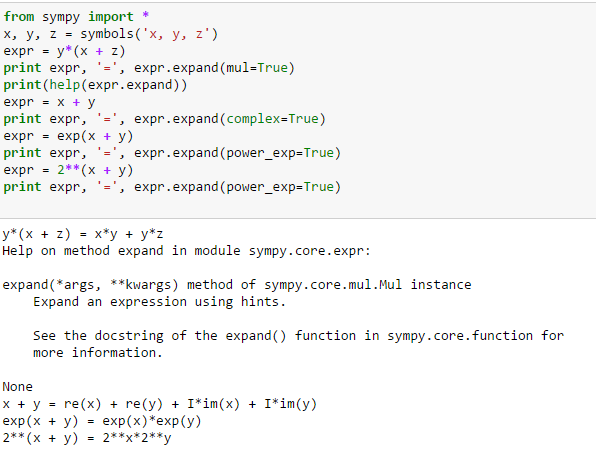 from sympy import *
x, y, z = symbols('x, y, z')
expr = y*(x + z)
print expr, '=', expr.expand(mul=True)
print(help(expr.expand))
expr = x + y
print expr, '=', expr.expand(complex=True)
expr = exp(x + y)
print expr, '=', expr.expand(power_exp=True)
expr = 2**(x + y)
print expr, '=', expr.expand(power_exp=True)
y*(x + z) = x*y + y*z
Help on method expand in module sympy.core.expr:
expand(*args, **kwargs) method of sympy.core.mul.Mul instance
Expand an expression using hints.
See the docstring of the expand() function in sympy.core.function for
more information.
None
x + y = re(x) + re(y) + I*im(x) + I*im(y)
exp(x + y) = exp(x)*exp(y)
2**(x + y) = 2**x*2**y